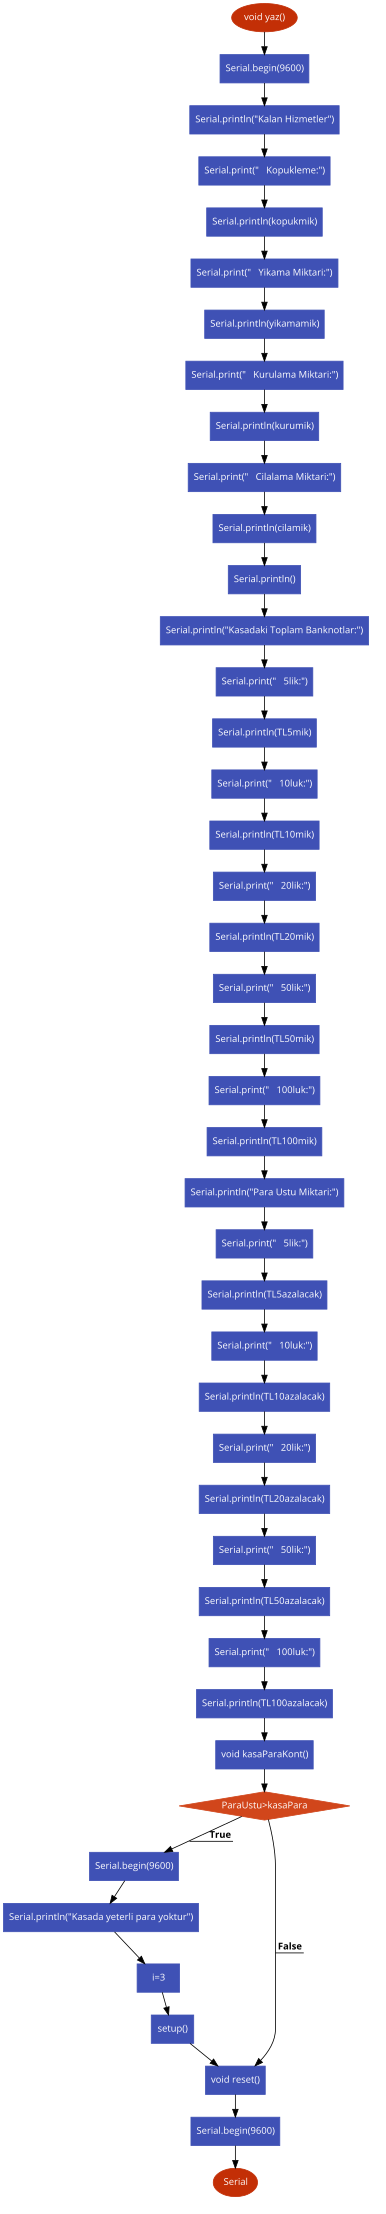 void yaz()
Serial.begin(9600)
Serial.println("Kalan Hizmetler")
Serial.print("   Kopukleme:")
Serial.println(kopukmik)
Serial.print("   Yikama Miktari:")
Serial.println(yikamamik)
Serial.print("   Kurulama Miktari:")
Serial.println(kurumik)
Serial.print("   Cilalama Miktari:")
Serial.println(cilamik)
Serial.println()
Serial.println("Kasadaki Toplam Banknotlar:")
Serial.print("   5lik:")
Serial.println(TL5mik)
Serial.print("   10luk:")
Serial.println(TL10mik)
Serial.print("   20lik:")
Serial.println(TL20mik)
Serial.print("   50lik:")
Serial.println(TL50mik)
Serial.print("   100luk:")
Serial.println(TL100mik)
Serial.println("Para Ustu Miktari:")
Serial.print("   5lik:")
Serial.println(TL5azalacak)
Serial.print("   10luk:")
Serial.println(TL10azalacak)
Serial.print("   20lik:")
Serial.println(TL20azalacak)
Serial.print("   50lik:")
Serial.println(TL50azalacak)
Serial.print("   100luk:")
Serial.println(TL100azalacak)
void kasaParaKont()
ParaUstu>kasaPara
True
Serial.begin(9600)
Serial.println("Kasada yeterli para yoktur")
False
i=3
setup()
void reset()
Serial.begin(9600)
Serial